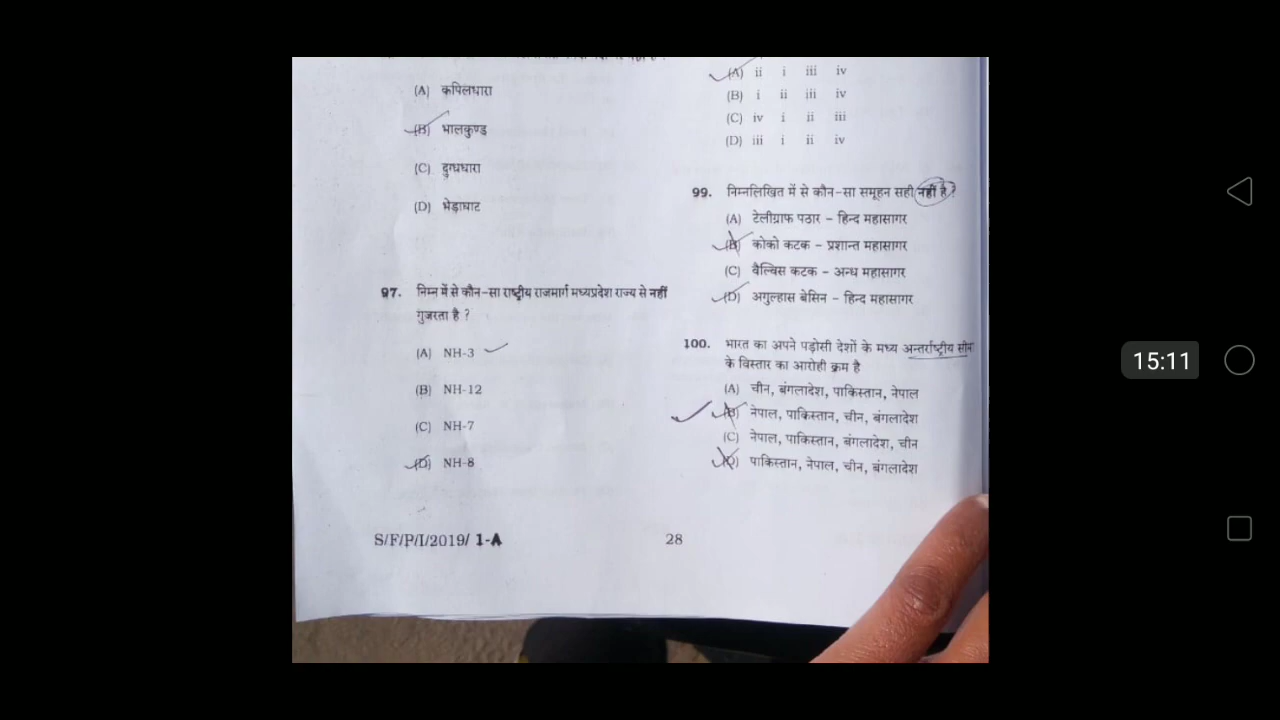 (A) कपिलधारा
(B) भालकुण्ड
(C) दुग्धधारा
(D) भेड़ाघाट
97. निम्न में से कौन-सा राष्ट्रीय राजमार्ग मध्यप्रदेश राज्य से नहीं
गुजरता है ?
(A) NH-3
(B) NH-12
(C) NH-7
(D) NH-8
S/F/P/I/2019/ 1-A
28
(A) ii i iii iv
(B) i ii iii iv
(C) iv i ii iii
(D) iii i ii iv
99. निम्नलिखित में से कौन-सा समूहन सही नहीं है ?
(A) टेलीग्राफ पठार - हिन्द महासागर
(B) कोको कटक - प्रशान्त महासागर
(C) वैल्विस कटक - अन्ध महासागर
(D) अगुल्हास बेसिन - हिन्द महासागर
100. भारत का अपने पड़ोसी देशों के मध्य अन्तर्राष्ट्रीय सीमा
के विस्तार का आरोही क्रम है
(A) चीन, बंगलादेश, पाकिस्तान, नेपाल
(B) नेपाल, पाकिस्तान, चीन, बंगलादेश
(C) नेपाल, पाकिस्तान, बंगलादेश, चीन
(D) पाकिस्तान, नेपाल, चीन, बंगलादेश
15:11